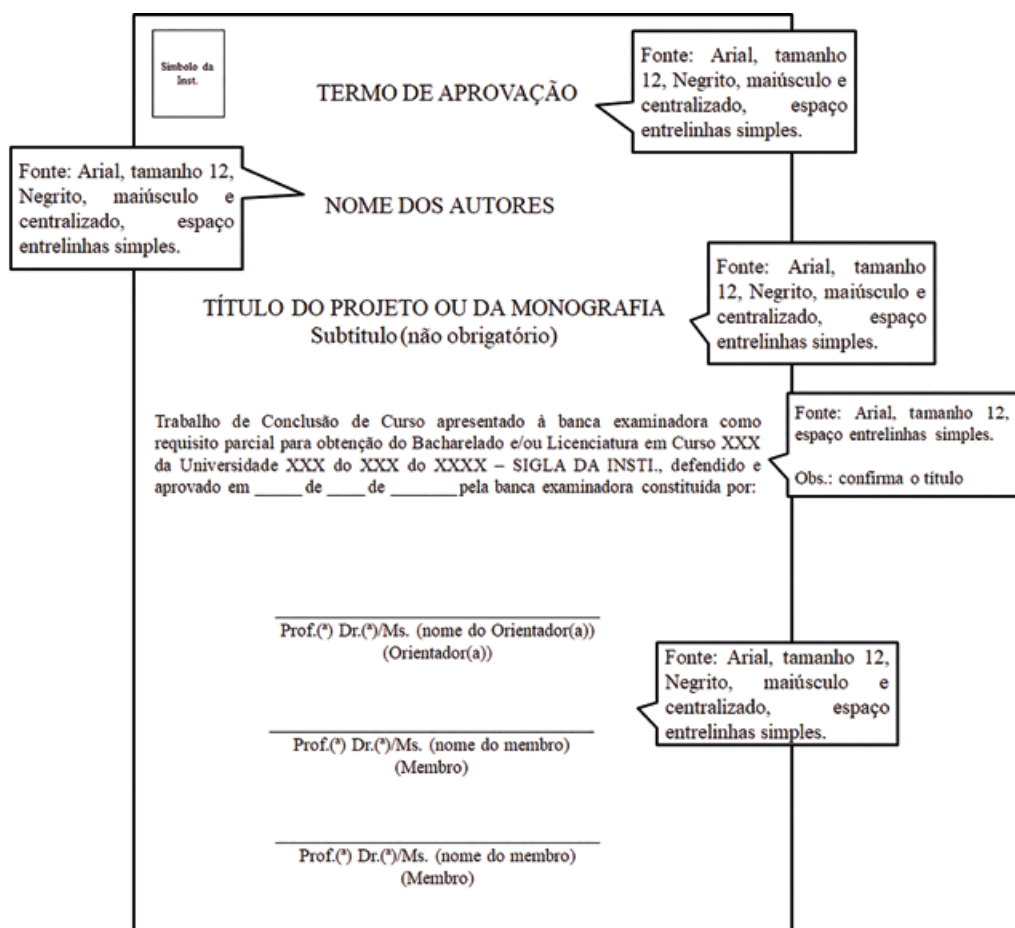 Símbolo da
Inst.
TERMO DE APROVAÇÃO
Fonte: Arial, tamanho
12, Negrito, maiúsculo e
centralizado, espaço
entrelinhas simples.
Fonte: Arial, tamanho 12,
Negrito, maiúsculo e
centralizado, espaço
entrelinhas simples.
NOME DOS AUTORES
TÍTULO DO PROJETO OU DA MONOGRAFIA
Subtítulo (não obrigatório)
Fonte: Arial, tamanho
12, Negrito, maiúsculo e
centralizado, espaço
entrelinhas simples.
Trabalho de Conclusão de Curso apresentado à banca examinadora como
requisito parcial para obtenção do Bacharelado e/ou Licenciatura em Curso XXX
da Universidade XXX do XXX do XXXX – SIGLA DA INSTI., defendido e
aprovado em _____ de ____ de _______ pela banca examinadora constituída por:
Fonte: Arial, tamanho 12,
espaço entrelinhas simples.
Obs.: confirma o título
Prof.(ª) Dr.(ª)/Ms. (nome do Orientador(a))
(Orientador(a))
Fonte: Arial, tamanho 12,
Negrito, maiúsculo e
centralizado, espaço
entrelinhas simples.
Prof.(ª) Dr.(ª)/Ms. (nome do membro)
(Membro)
Prof.(ª) Dr.(ª)/Ms. (nome do membro)
(Membro)